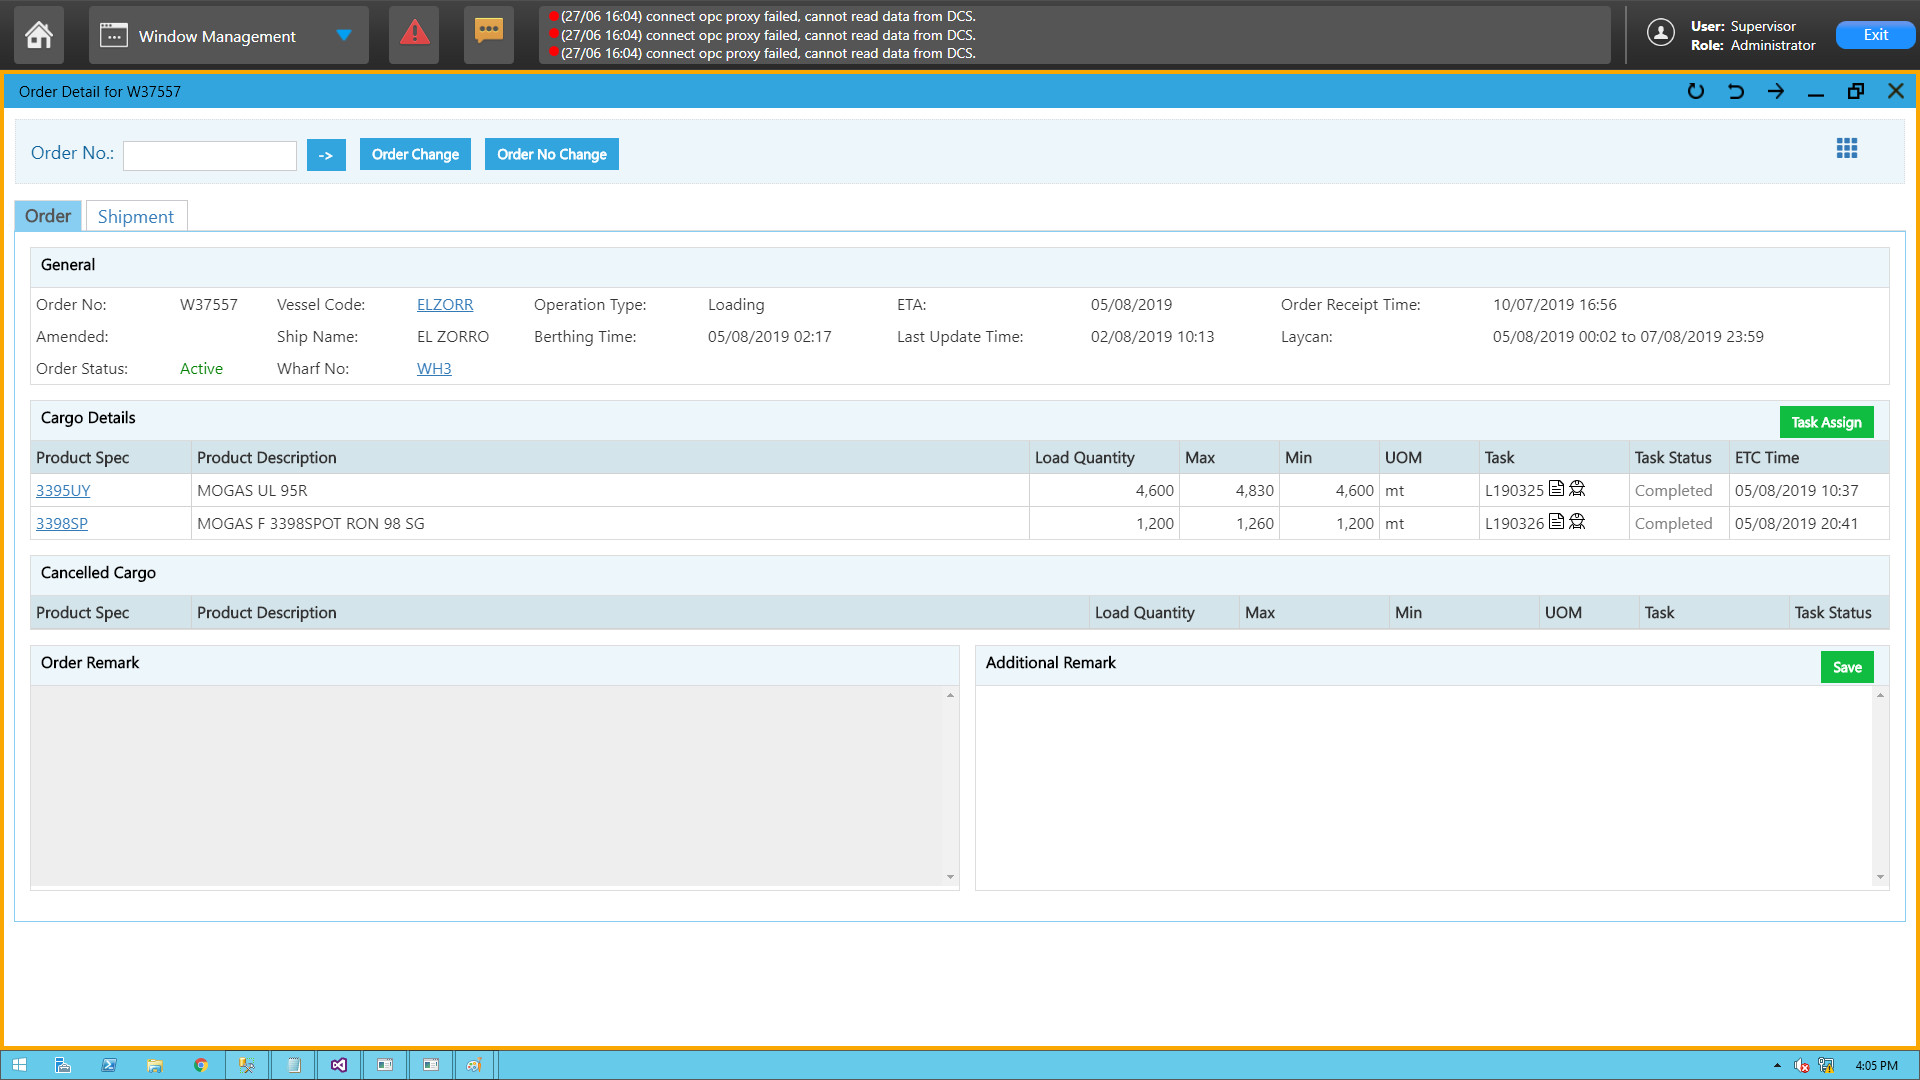 Window Management
(27/06 16:04) connect opc proxy failed, cannot read data from DCS.
(27/06 16:04) connect opc proxy failed, cannot read data from DCS.
(27/06 16:04) connect opc proxy failed, cannot read data from DCS.
User: Supervisor
Role: Administrator
Exit
Order Detail for W37557
Order No.: -> Order Change Order No Change
Order Shipment
General
Order No: W37557 Vessel Code: ELZORR Operation Type: Loading ETA: 05/08/2019 Order Receipt Time: 10/07/2019 16:56
Amended: Ship Name: EL ZORRO Berthing Time: 05/08/2019 02:17 Last Update Time: 02/08/2019 10:13 Laycan: 05/08/2019 00:02 to 07/08/2019 23:59
Order Status: Active Wharf No: WH3
Cargo Details Task Assign
Product Spec Product Description Load Quantity Max Min UOM Task Task Status ETC Time
3395UY MOGAS UL 95R 4,600 4,830 4,600 mt L190325 Completed 05/08/2019 10:37
3398SP MOGAS F 3398SPOT RON 98 SG 1,200 1,260 1,200 mt L190326 Completed 05/08/2019 20:41
Cancelled Cargo
Product Spec Product Description Load Quantity Max Min UOM Task Task Status
Order Remark Additional Remark Save
4:05 PM